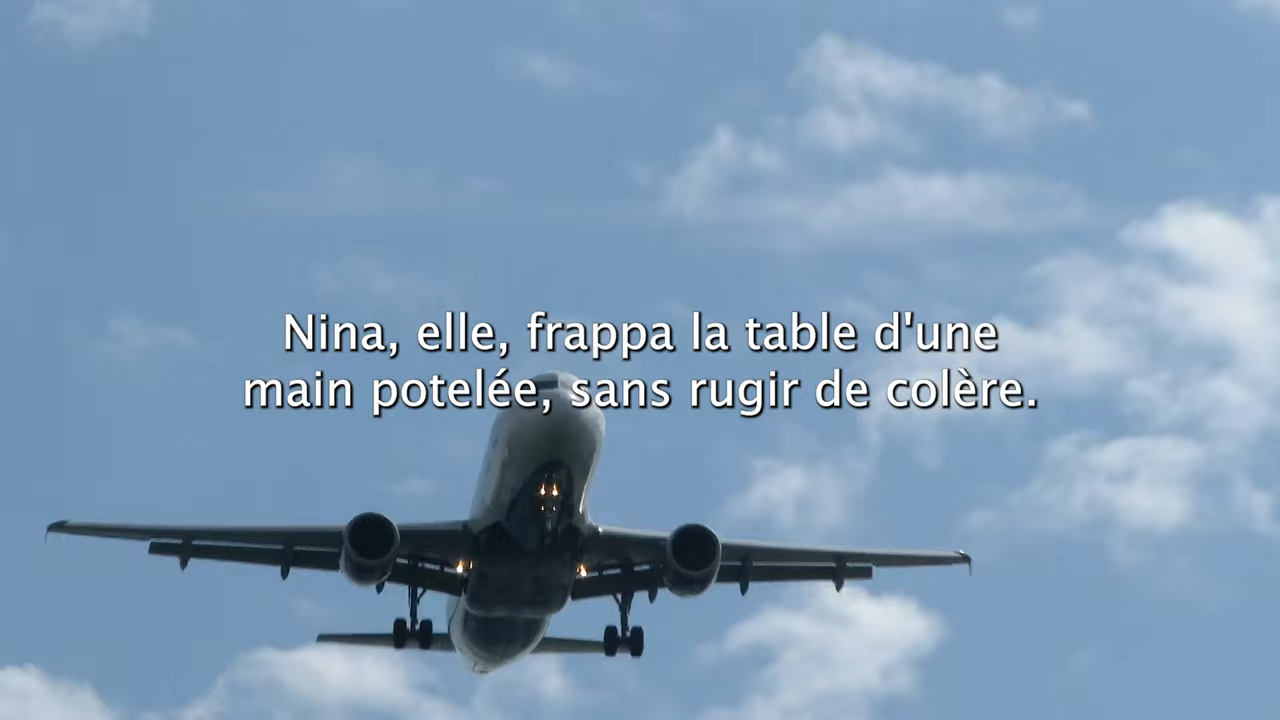 Nina, elle, frappa la table d'une
main potelée, sans rugir de colère.